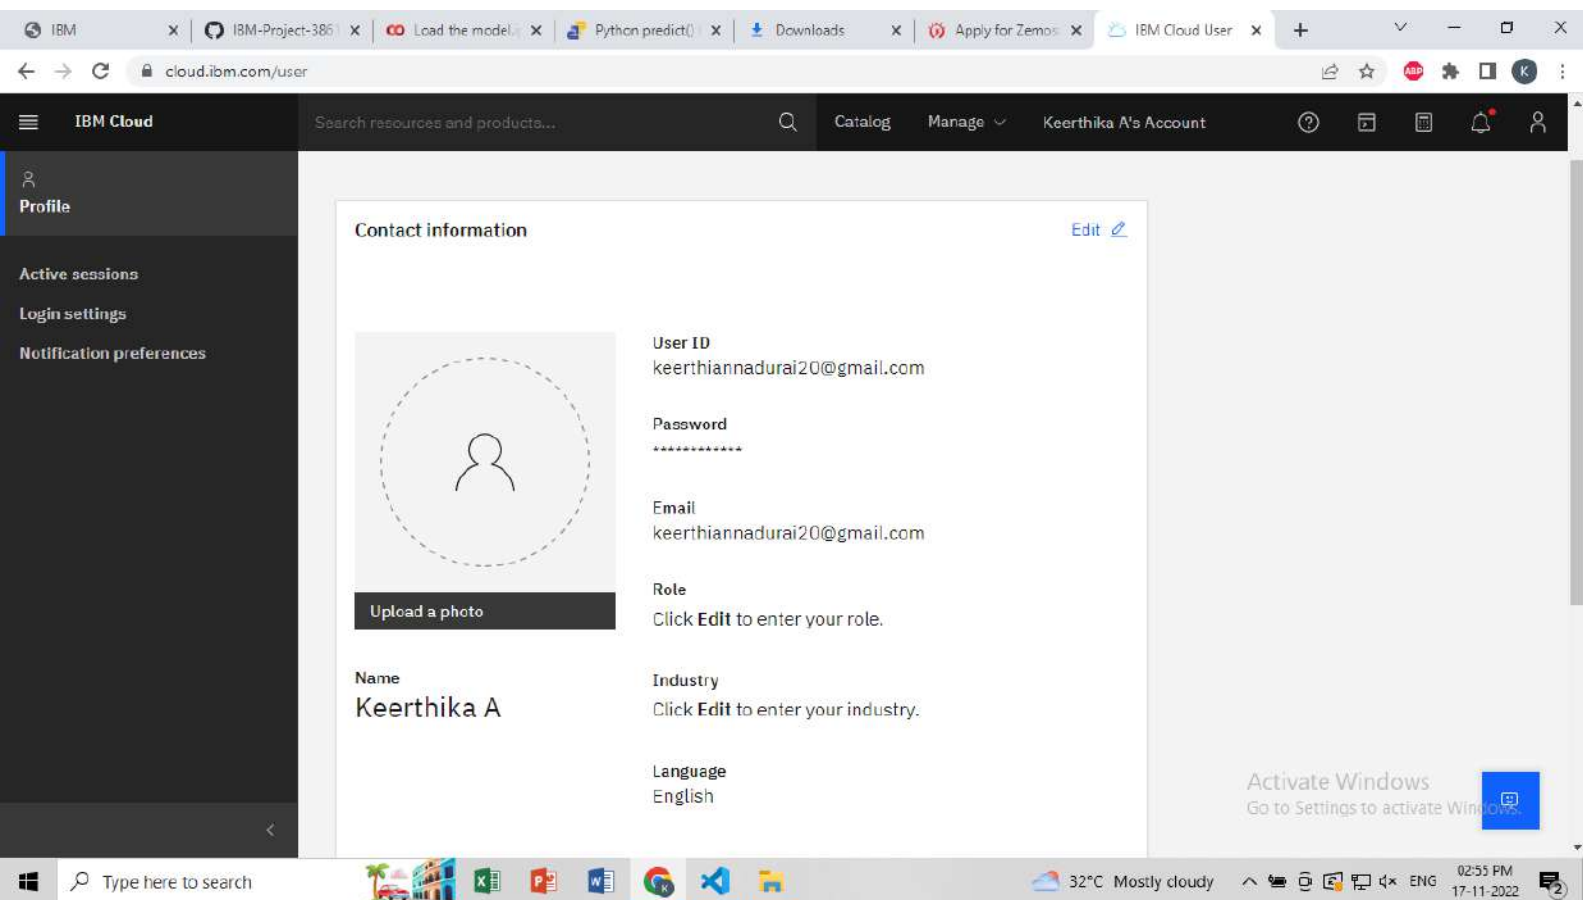 IBM
IBM-Project-386
Load the model.i
Python predict()
Downloads
Apply for Zemos
IBM Cloud User
cloud.ibm.com/user
ABP
K
IBM Cloud
Search resources and products...
Catalog
Manage
Keerthika A's Account
Profile
Active sessions
Login settings
Notification preferences
Contact information
Edit
User ID
keerthiannadurai20@gmail.com
Password
************
Email
keerthiannadurai20@gmail.com
Role
Click Edit to enter your role.
Upload a photo
Name
Keerthika A
Industry
Click Edit to enter your industry.
Language
English
Activate Windows
Go to Settings to activate Windows.
Type here to search
32°C Mostly cloudy
ENG
02:55 PM
17-11-2022
2